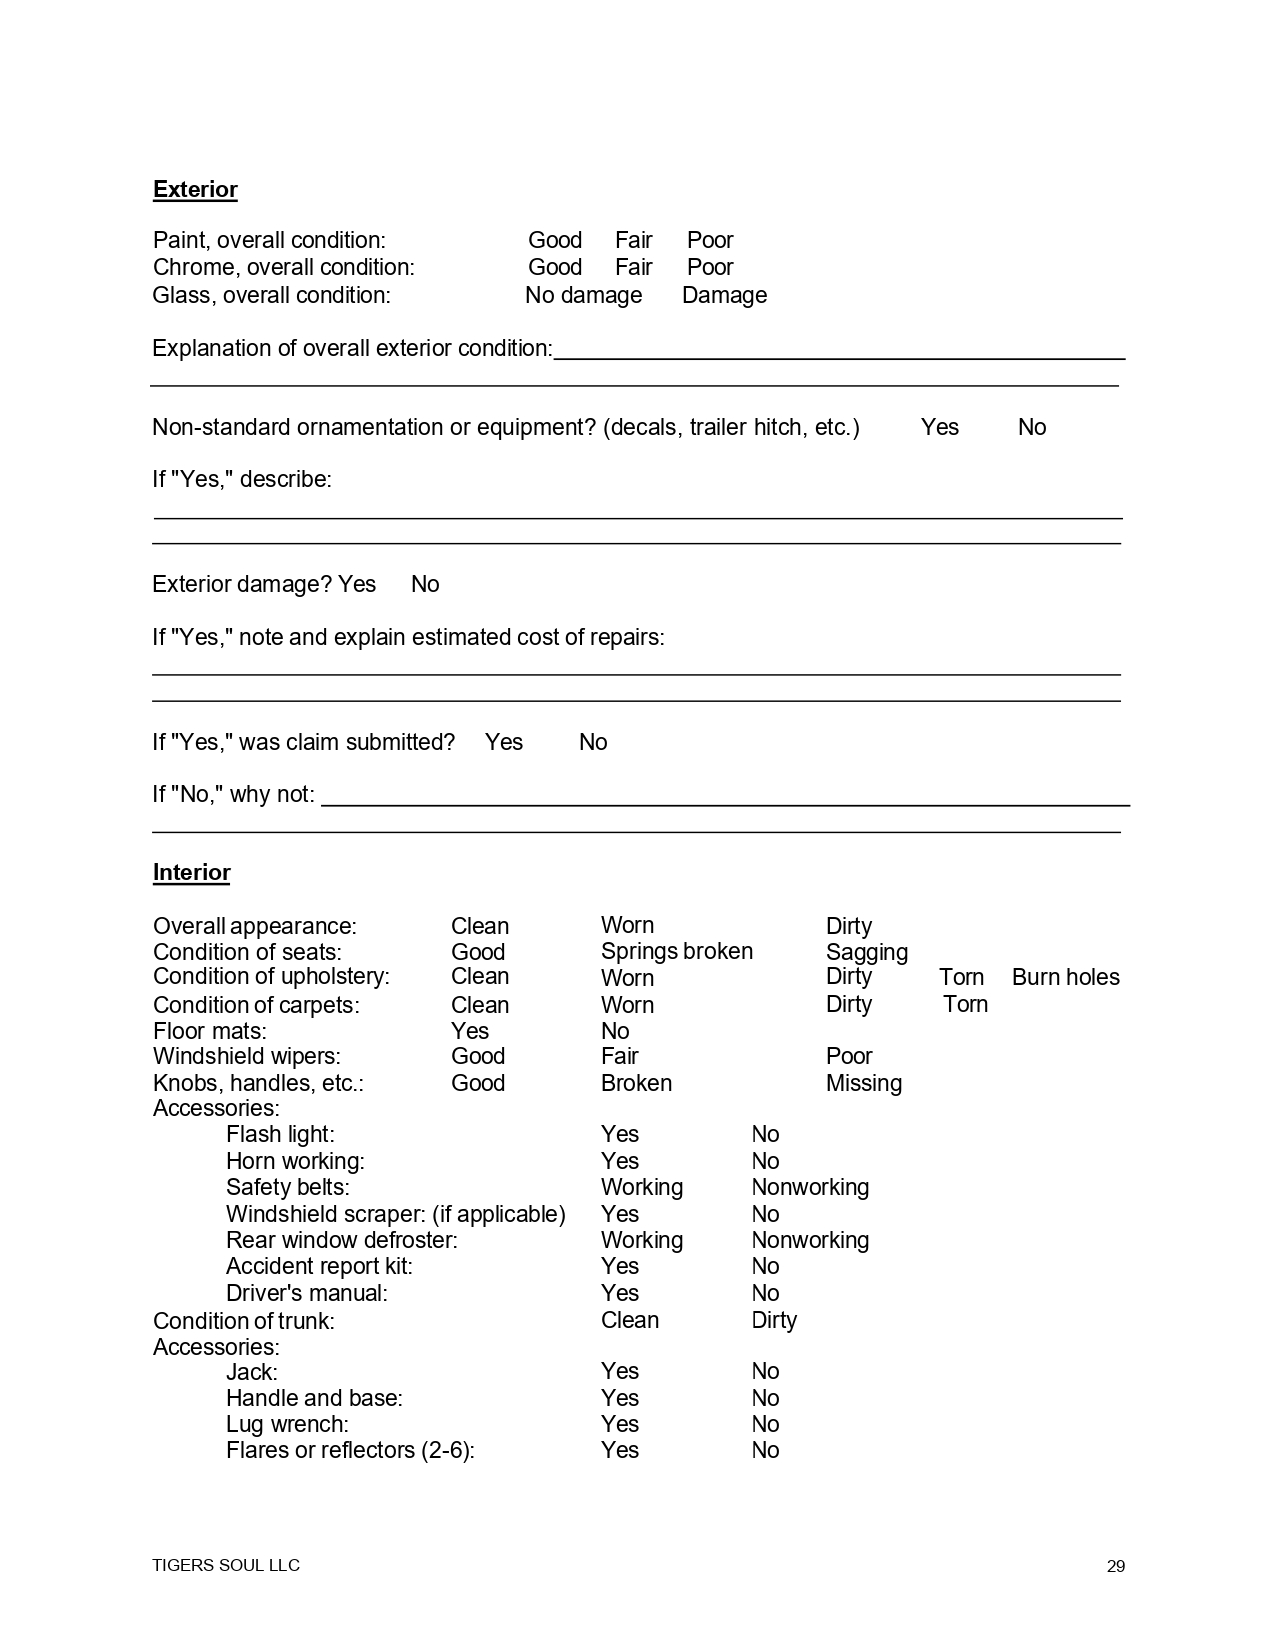 Exterior
Paint, overall condition: Good Fair Poor
Chrome, overall condition: Good Fair Poor
Glass, overall condition: No damage Damage
Explanation of overall exterior condition:
Non-standard ornamentation or equipment? (decals, trailer hitch, etc.) Yes No
If "Yes," describe:
Exterior damage? Yes No
If "Yes," note and explain estimated cost of repairs:
If "Yes," was claim submitted? Yes No
If "No," why not:
Interior
Overall appearance: Clean Worn Dirty
Condition of seats: Good Springs broken Sagging
Condition of upholstery: Clean Worn Dirty Torn Burn holes
Condition of carpets: Clean Worn Dirty Torn
Floor mats: Yes No
Windshield wipers: Good Fair Poor
Knobs, handles, etc.: Good Broken Missing
Accessories:
Flash light: Yes No
Horn working: Yes No
Safety belts: Working Nonworking
Windshield scraper: (if applicable) Yes No
Rear window defroster: Working Nonworking
Accident report kit: Yes No
Driver's manual: Yes No
Condition of trunk: Clean Dirty
Accessories:
Jack: Yes No
Handle and base: Yes No
Lug wrench: Yes No
Flares or reflectors (2-6): Yes No
TIGERS SOUL LLC 29